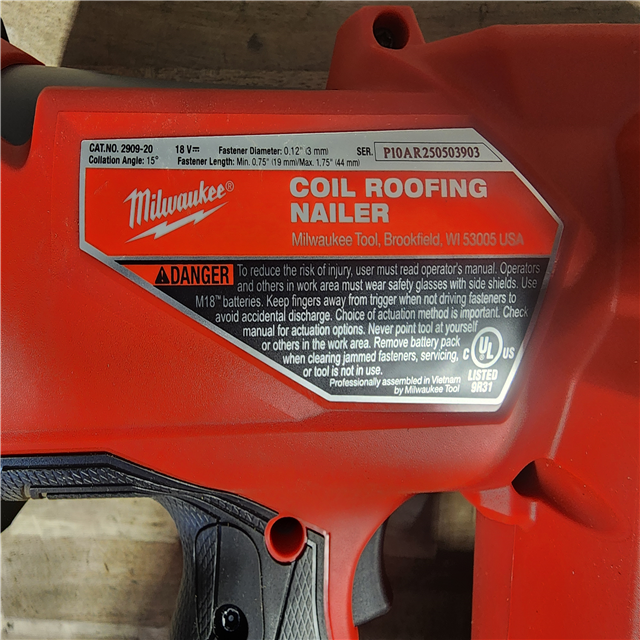 CAT.NO. 2909-20 18 V⎓ Fastener Diameter: 0.12" (3 mm) SER. P10AR250503903
Collation Angle: 15° Fastener Length: Min. 0.75" (19 mm)/Max. 1.75" (44 mm)
Milwaukee®
COIL ROOFING
NAILER
Milwaukee Tool, Brookfield, WI 53005 USA
DANGER To reduce the risk of injury, user must read operator's manual. Operators
and others in work area must wear safety glasses with side shields. Use
M18™ batteries. Keep fingers away from trigger when not driving fasteners to
avoid accidental discharge. Choice of actuation method is important. Check
manual for actuation options. Never point tool at yourself
or others in the work area. Remove battery pack
when clearing jammed fasteners, servicing,
or tool is not in use.
Professionally assembled in Vietnam
by Milwaukee Tool
C UL US
LISTED
9R31